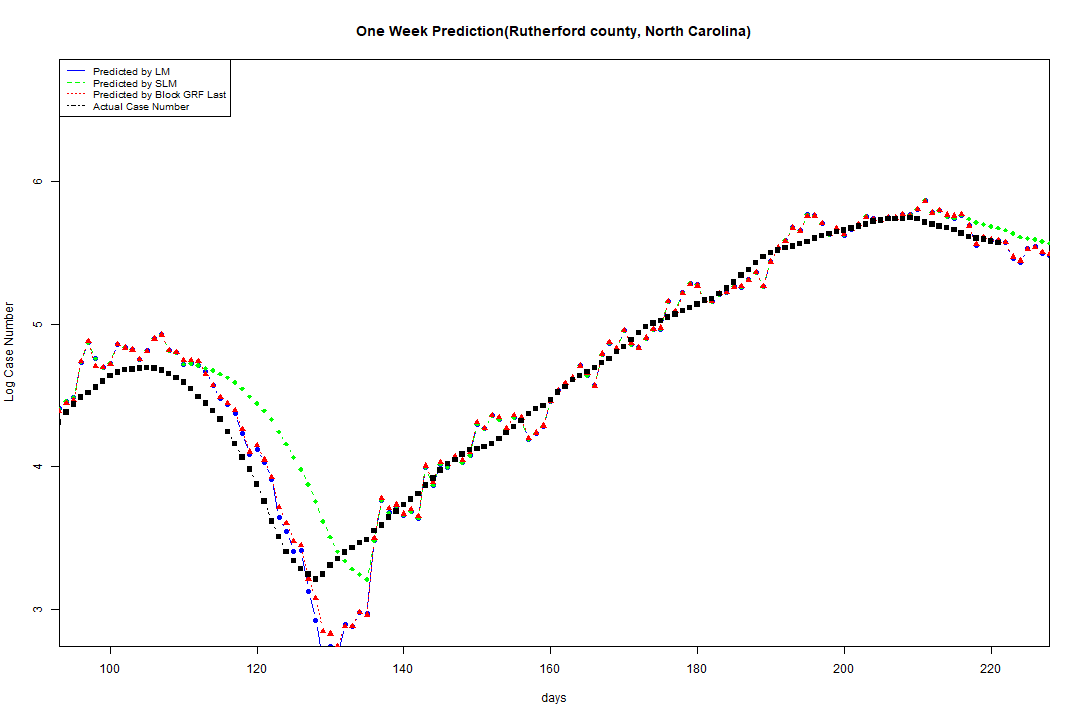 One Week Prediction(Rutherford county, North Carolina)
Predicted by LM
Predicted by SLM
Predicted by Block GRF Last
Actual Case Number
6
5
4
3
Log Case Number
100 120 140 160 180 200 220
days